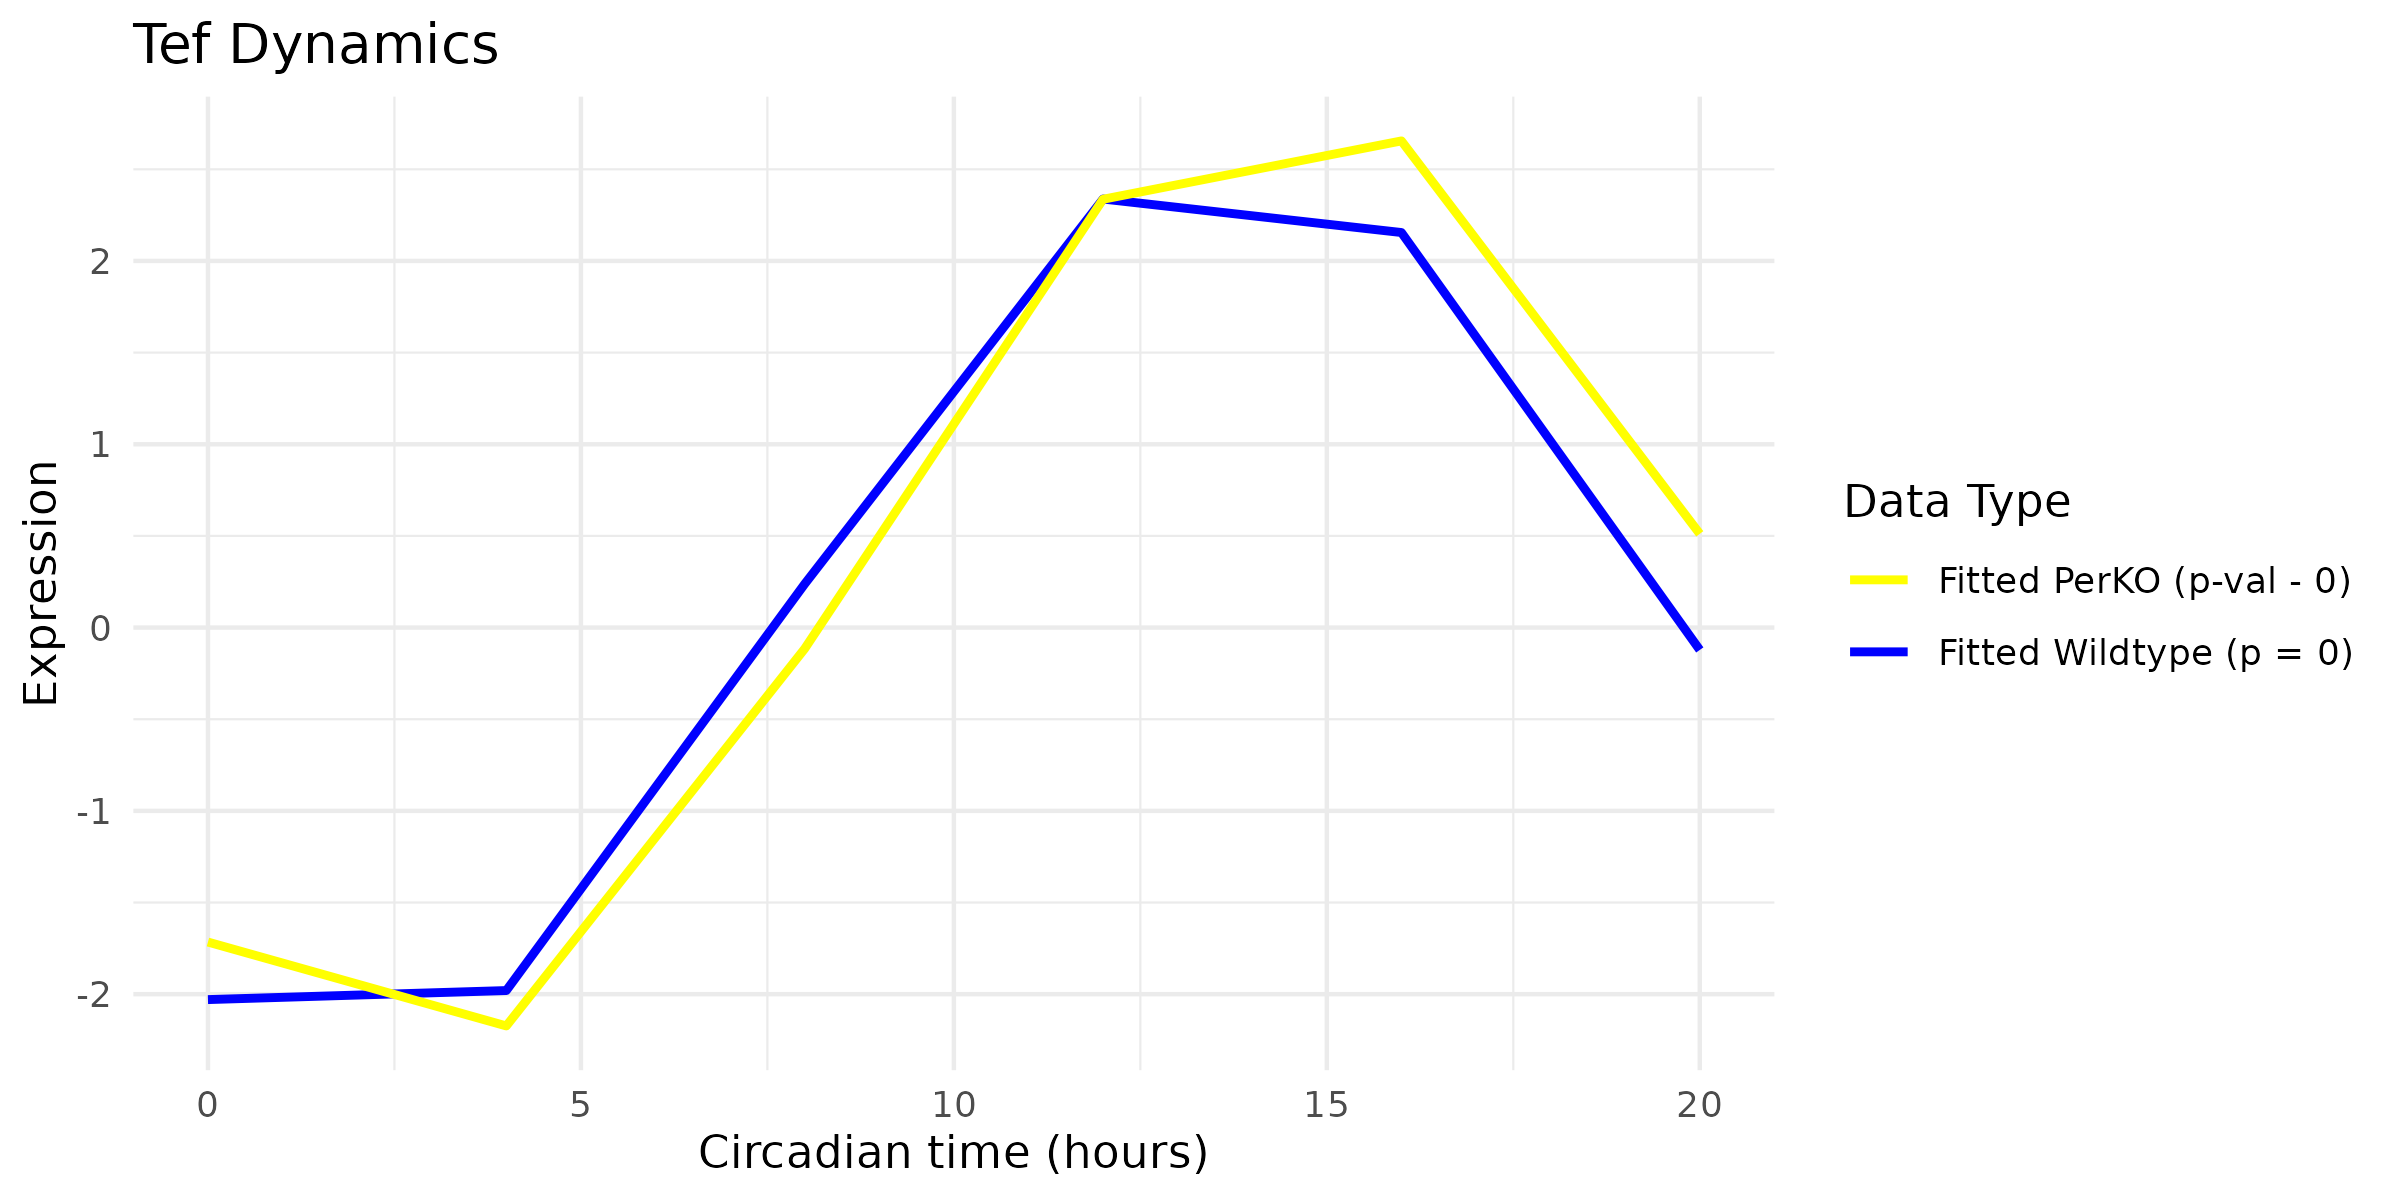 Tef Dynamics
Expression
2
1
0
-1
-2
0 5 10 15 20
Circadian time (hours)
Data Type
Fitted PerKO (p-val - 0)
Fitted Wildtype (p = 0)